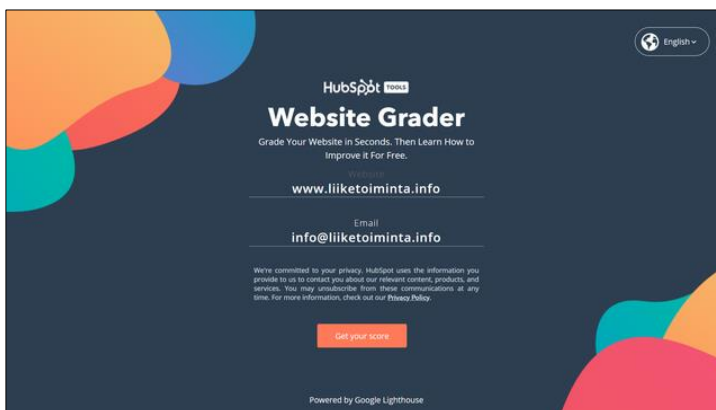 English
HubSpot TOOLS
Website Grader
Grade Your Website in Seconds. Then Learn How to
Improve it For Free.
Website
www.liiketoiminta.info
Email
info@liiketoiminta.info
We're committed to your privacy. HubSpot uses the information you
provide to us to contact you about our relevant content, products, and
services. You may unsubscribe from these communications at any
time. For more information, check out our Privacy Policy.
Get your score
Powered by Google Lighthouse